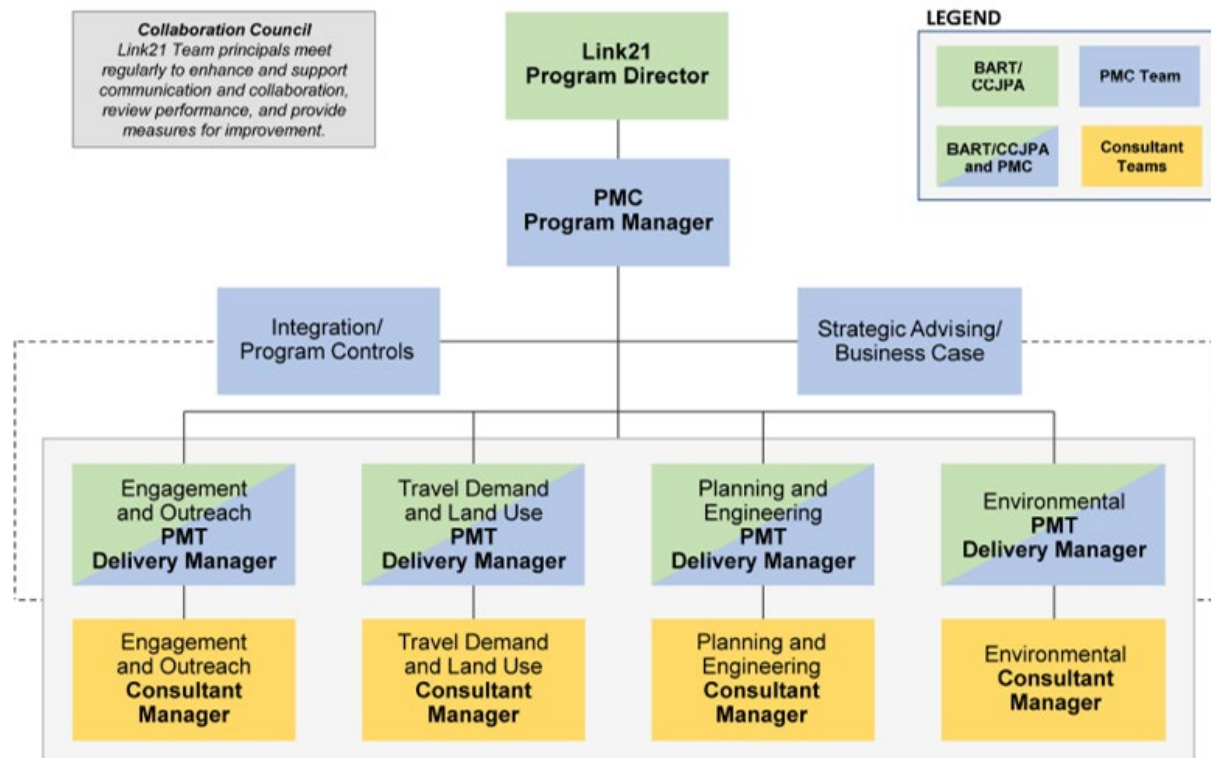 Collaboration Council
Link21 Team principals meet
regularly to enhance and support
communication and collaboration,
review performance, and provide
measures for improvement.
Link21
Program Director
LEGEND
BART/
CCJPA
PMC Team
BART/CCJPA
and PMC
Consultant
Teams
PMC
Program Manager
Integration/
Program Controls
Strategic Advising/
Business Case
Engagement
and Outreach
PMT
Delivery Manager
Travel Demand
and Land Use
PMT
Delivery Manager
Planning and
Engineering
PMT
Delivery Manager
Environmental
PMT
Delivery Manager
Engagement
and Outreach
Consultant
Manager
Travel Demand
and Land Use
Consultant
Manager
Planning and
Engineering
Consultant
Manager
Environmental
Consultant
Manager